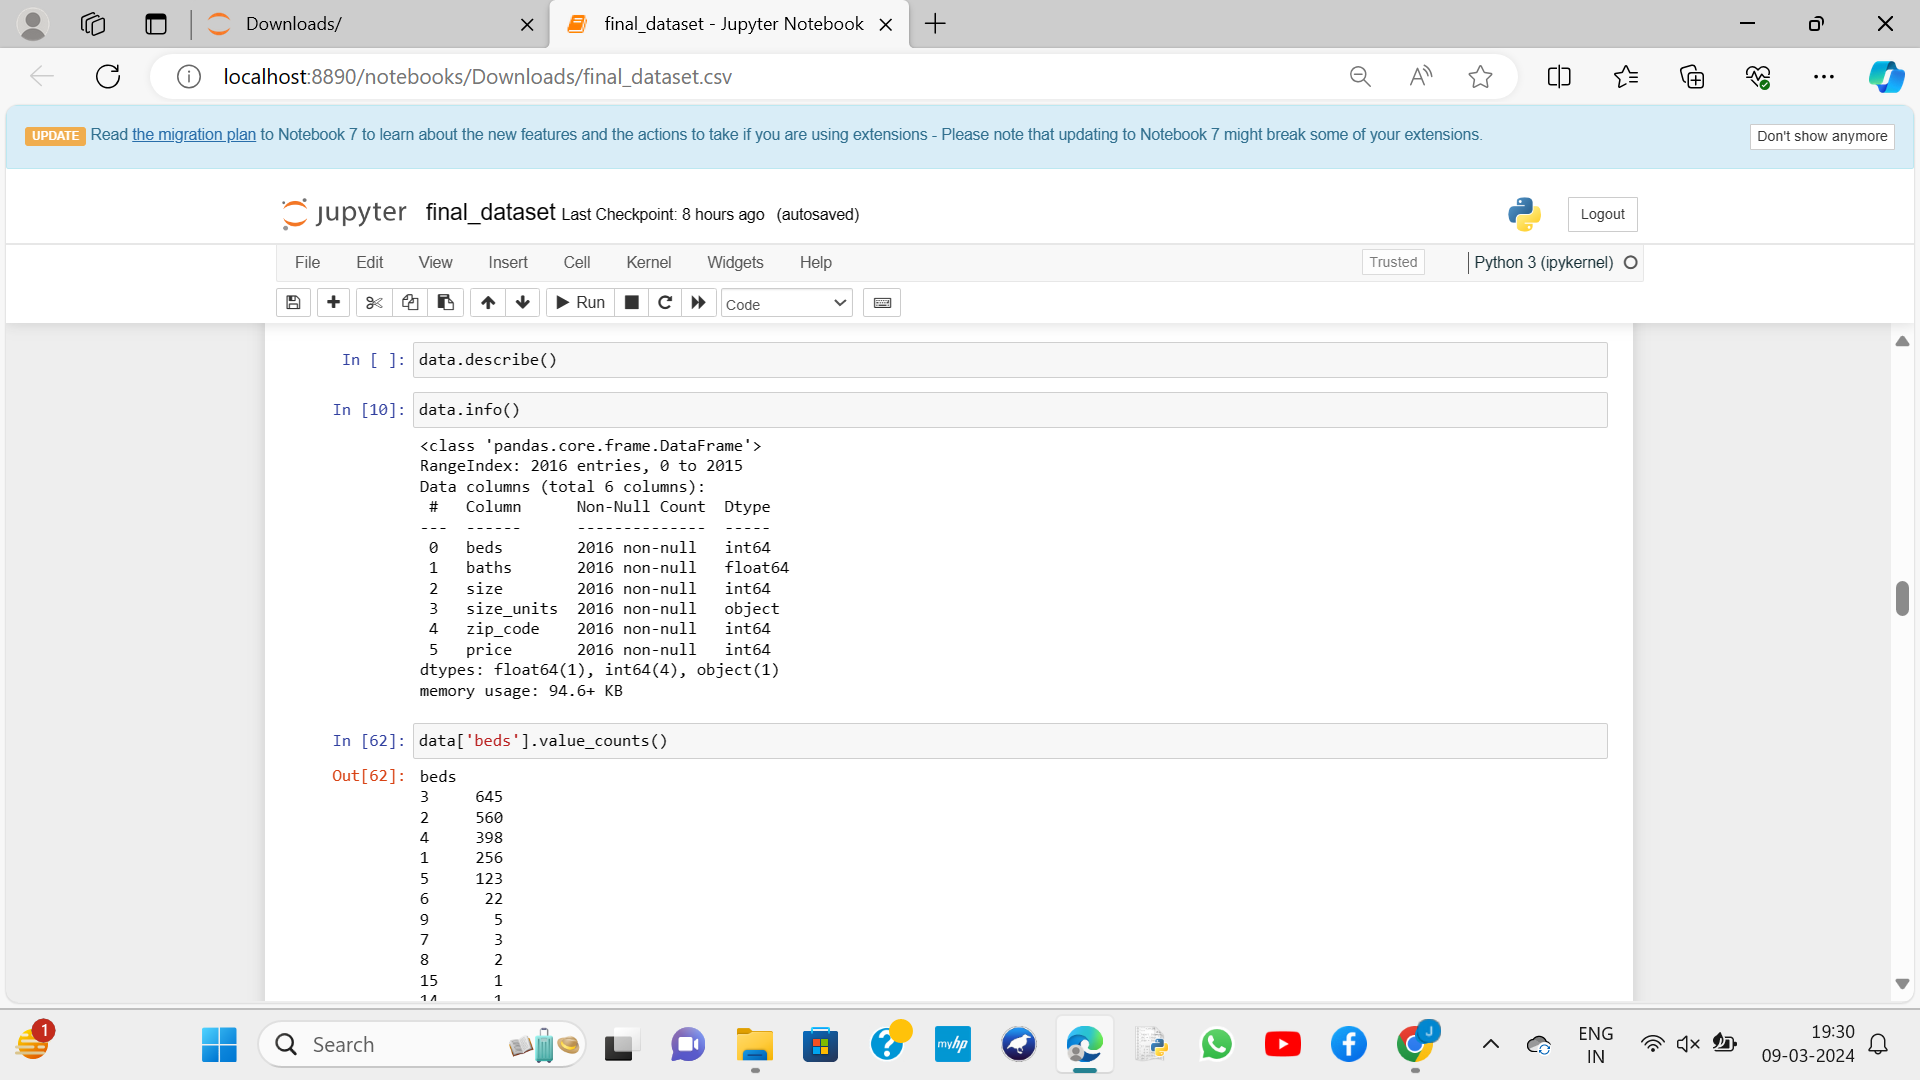 Downloads/
final_dataset - Jupyter Notebook
localhost:8890/notebooks/Downloads/final_dataset.csv
UPDATE Read the migration plan to Notebook 7 to learn about the new features and the actions to take if you are using extensions - Please note that updating to Notebook 7 might break some of your extensions.
Don't show anymore
jupyter final_dataset Last Checkpoint: 8 hours ago (autosaved)
Logout
File Edit View Insert Cell Kernel Widgets Help
Trusted
Python 3 (ipykernel)
Run
Code
In [ ]: data.describe()
In [10]: data.info()
<class 'pandas.core.frame.DataFrame'>
RangeIndex: 2016 entries, 0 to 2015
Data columns (total 6 columns):
 #   Column      Non-Null Count  Dtype
---  ------      --------------  -----
 0   beds        2016 non-null   int64
 1   baths       2016 non-null   float64
 2   size        2016 non-null   int64
 3   size_units  2016 non-null   object
 4   zip_code    2016 non-null   int64
 5   price       2016 non-null   int64
dtypes: float64(1), int64(4), object(1)
memory usage: 94.6+ KB
In [62]: data['beds'].value_counts()
Out[62]: beds
3     645
2     560
4     398
1     256
5     123
6      22
9       5
7       3
8       2
15      1
14      1
1
Search
myhp
J
ENG
IN
19:30
09-03-2024